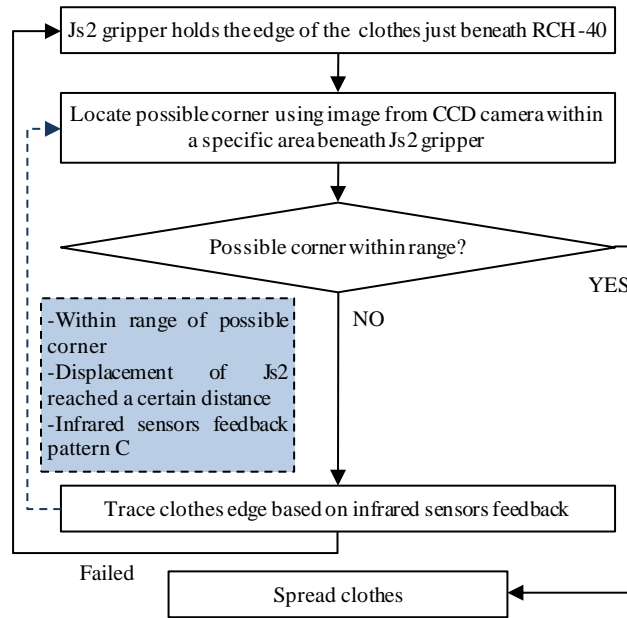 Js2 gripper holds the edge of the clothes just beneath RCH-40
Locate possible corner using image from CCD camera within
a specific area beneath Js2 gripper
Possible corner within range?
YES
NO
-Within range of possible
corner
-Displacement of Js2
reached a certain distance
-Infrared sensors feedback
pattern C
Trace clothes edge based on infrared sensors feedback
Failed
Spread clothes